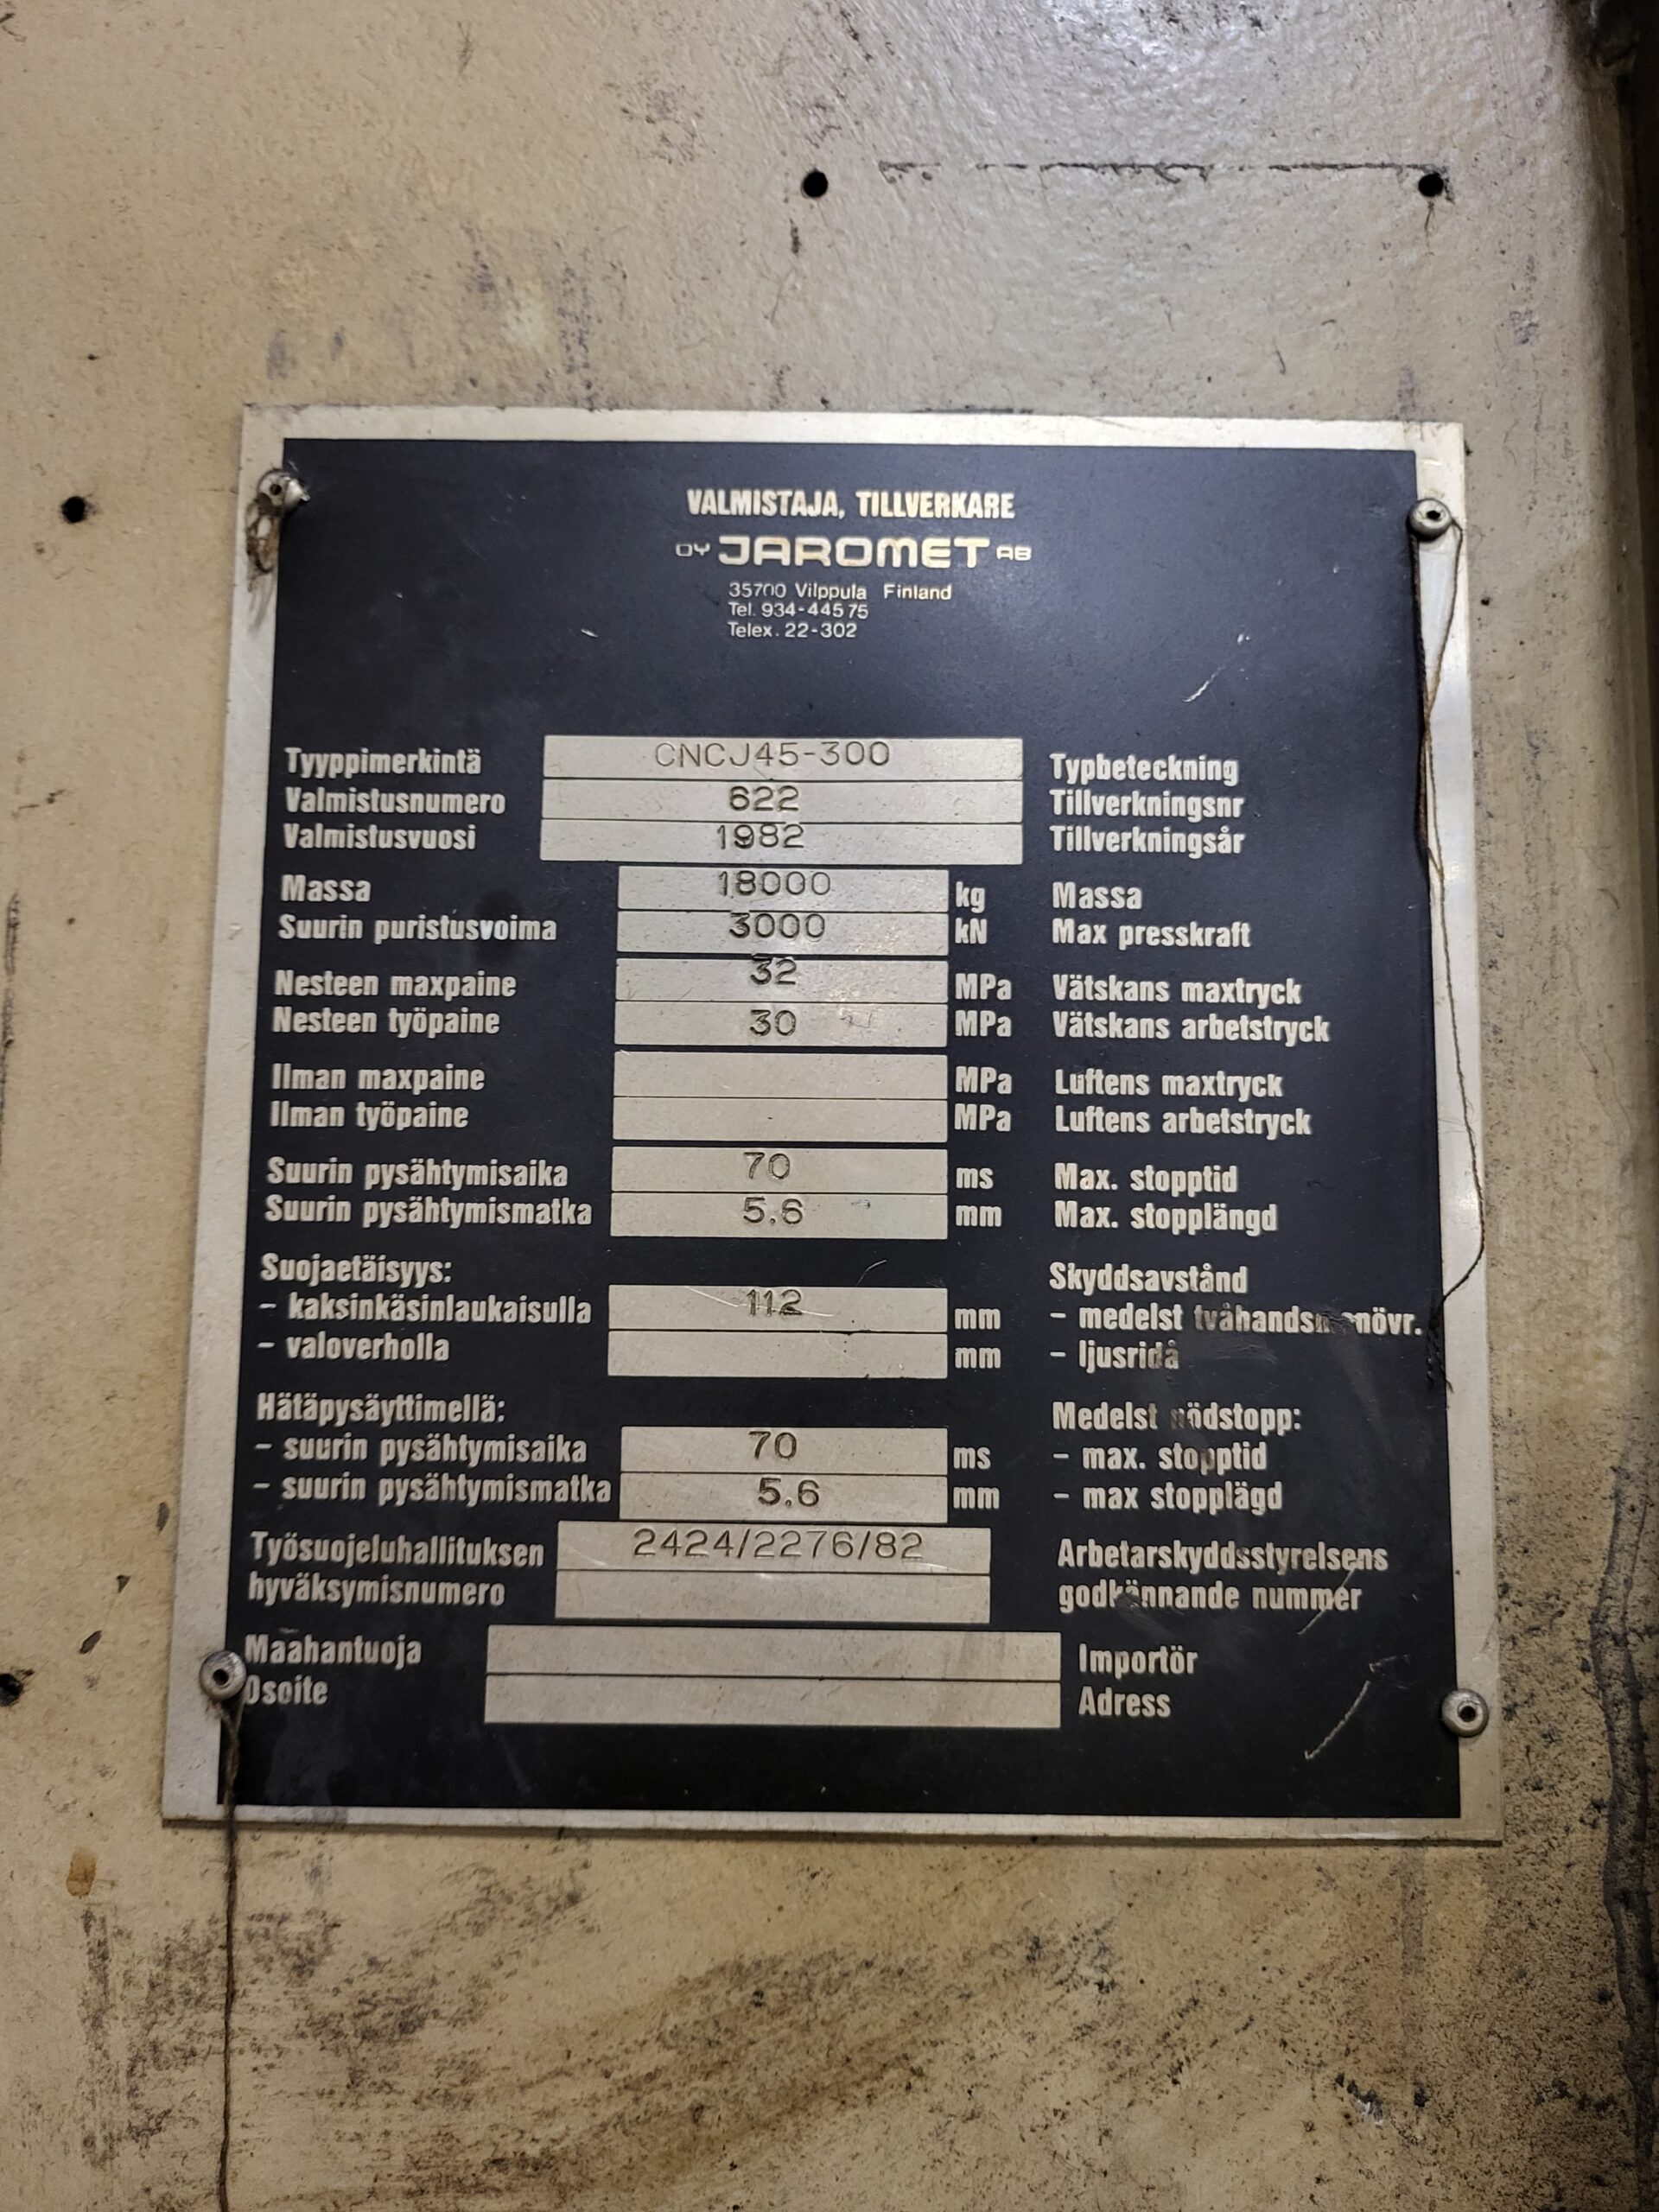 VALMISTAJA, TILLVERKARE
OY JAROMET AB
35700 Vilppula Finland
Tel. 934-445 75
Telex. 22-302
Tyyppimerkintä CNCJ45-300 Typbeteckning
Valmistusnumero 622 Tillverkningsnr
Valmistusvuosi 1982 Tillverkningsår
Massa 18000 kg Massa
Suurin puristusvoima 3000 kN Max presskraft
Nesteen maxpaine 32 MPa Vätskans maxtryck
Nesteen työpaine 30 MPa Vätskans arbetstryck
Ilman maxpaine MPa Luftens maxtryck
Ilman työpaine MPa Luftens arbetstryck
Suurin pysähtymisaika 70 ms Max. stopptid
Suurin pysähtymismatka 5.6 mm Max. stopplängd
Suojaetäisyys: Skyddsavstånd
- kaksinkäsinlaukaisulla 112 mm - medelst tvåhandsmanövr.
- valoverholla mm - ljusridå
Hätäpysäyttimellä: Medelst nödstopp:
- suurin pysähtymisaika 70 ms - max. stopptid
- suurin pysähtymismatka 5.6 mm - max stopplägd
Työsuojeluhallituksen 2424/2276/82 Arbetarskyddsstyrelsens
hyväksymisnumero godkännande nummer
Maahantuoja Importör
Osoite Adress